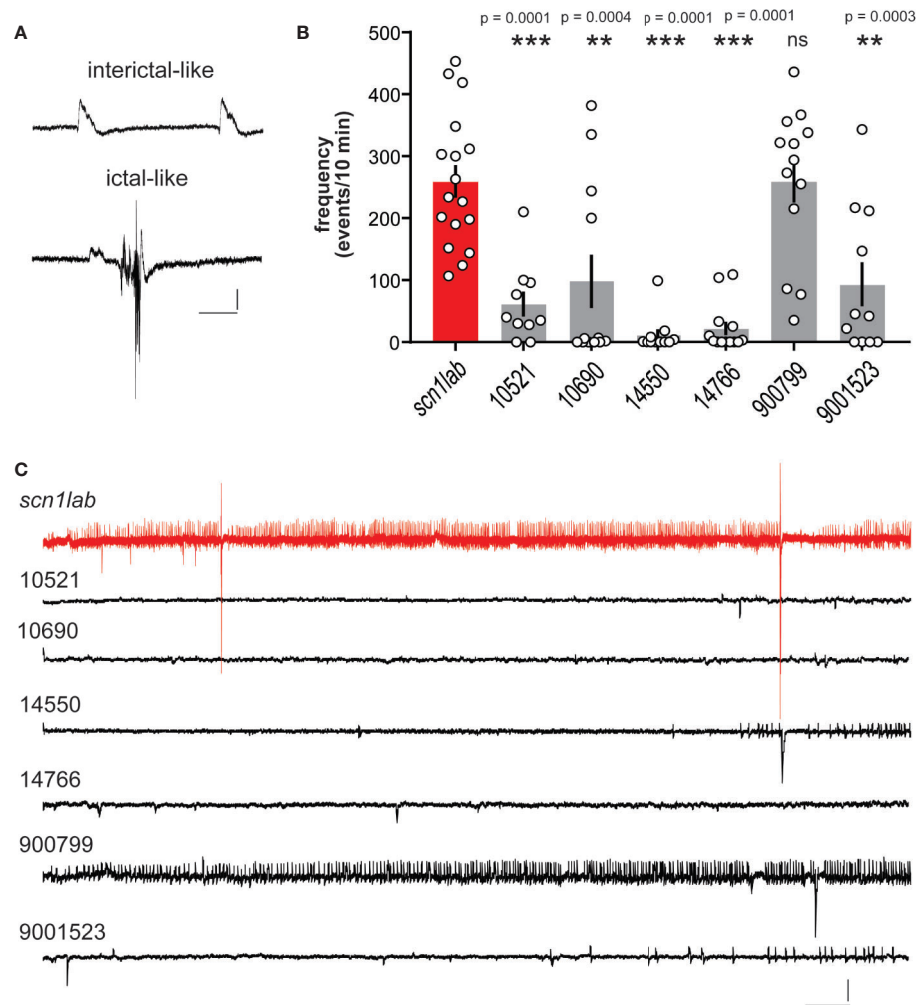 A
interictal-like
ictal-like
B
p = 0.0001 p = 0.0004 p = 0.0001 p = 0.0001 p = 0.0003
*** ** *** *** ns **
frequency
(events/10 min)
500
400
300
200
100
0
scn1lab 10521 10690 14550 14766 900799 9001523
C
scn1lab
10521
10690
14550
14766
900799
9001523